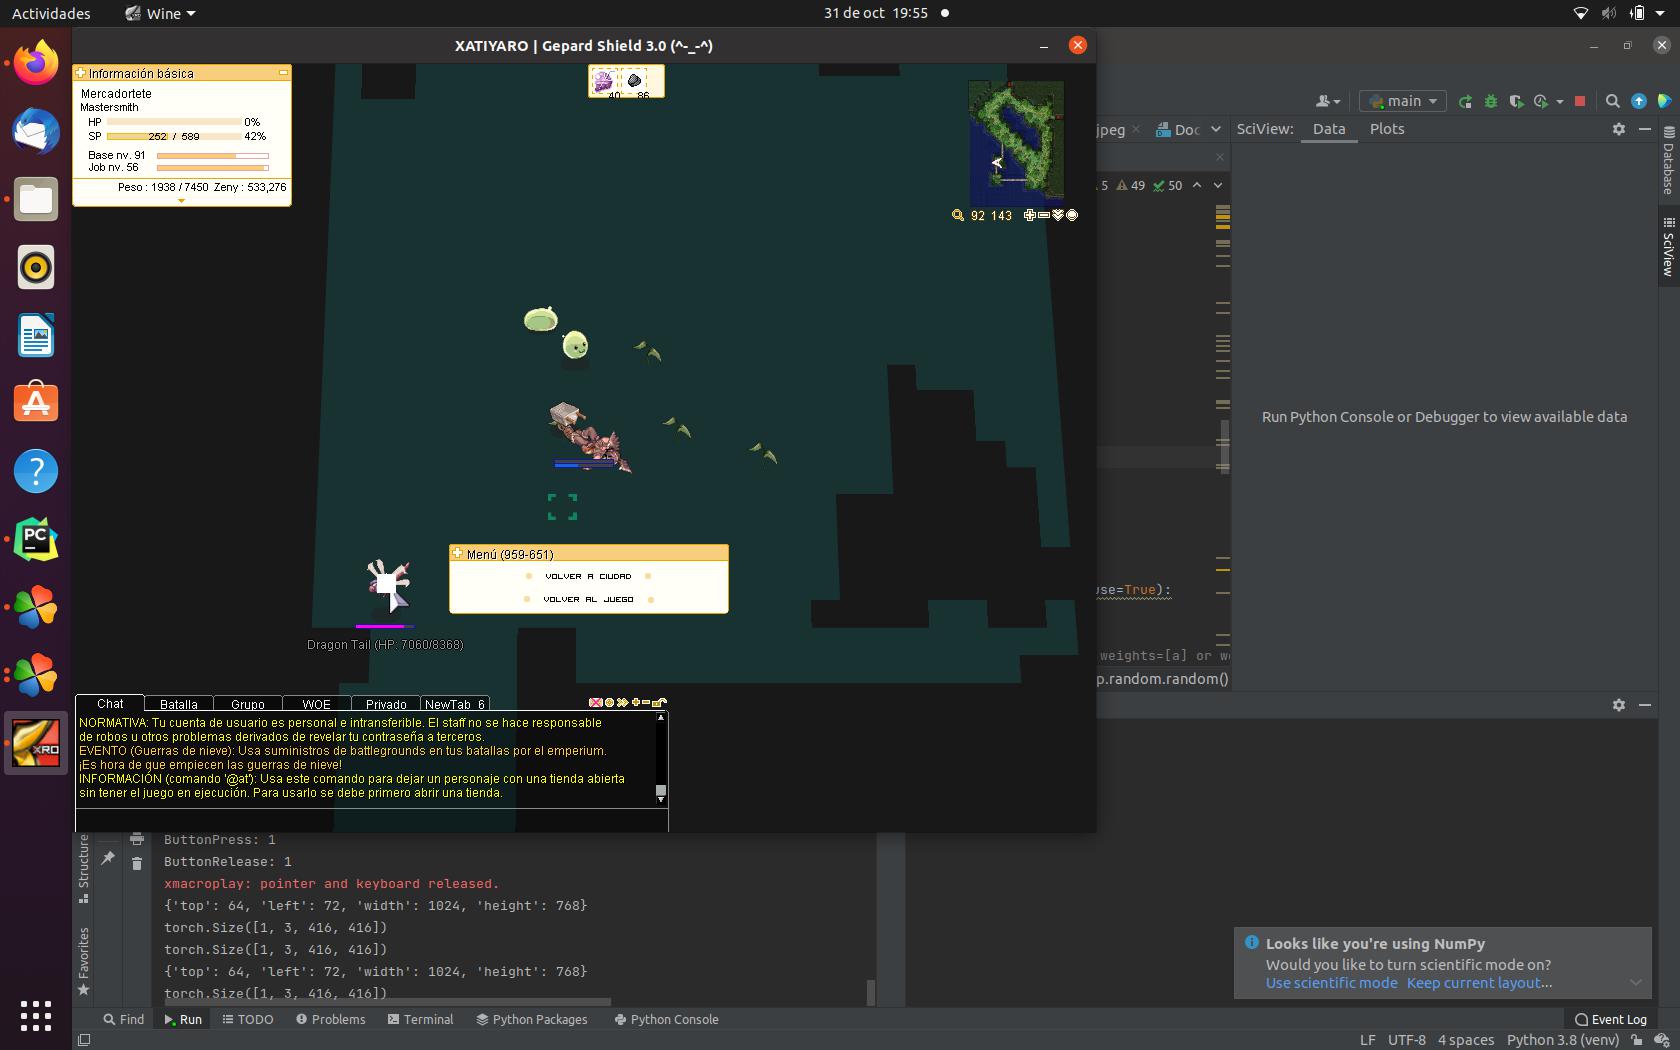 Actividades
Wine
31 de oct 19:55
XATIYARO | Gepard Shield 3.0 (^-_-^)
Información básica
Mercadortete
Mastersmith
HP 0%
SP 252 / 589 42%
Base nv. 91
Job nv. 56
Peso : 1938 / 7450 Zeny : 533,276
40 86
92 143
main
jpeg
Doc
SciView: Data Plots
5 49 50
Database
SciView
Run Python Console or Debugger to view available data
Menú (959-651)
VOLVER A CIUDAD
VOLVER AL JUEGO
Dragon Tail (HP: 7060/8368)
use=True):
weights=[a] or we
p.random.random()
Chat Batalla Grupo WOE Privado NewTab 6
NORMATIVA: Tu cuenta de usuario es personal e intransferible. El staff no se hace responsable
de robos u otros problemas derivados de revelar tu contraseña a terceros.
EVENTO (Guerras de nieve): Usa suministros de battlegrounds en tus batallas por el emperium.
¡Es hora de que empiecen las guerras de nieve!
INFORMACIÓN (comando '@at'): Usa este comando para dejar un personaje con una tienda abierta
sin tener el juego en ejecución. Para usarlo se debe primero abrir una tienda.
PC
XRO
Structure
Favorites
ButtonPress: 1
ButtonRelease: 1
xmacroplay: pointer and keyboard released.
{'top': 64, 'left': 72, 'width': 1024, 'height': 768}
torch.Size([1, 3, 416, 416])
torch.Size([1, 3, 416, 416])
{'top': 64, 'left': 72, 'width': 1024, 'height': 768}
torch.Size([1, 3, 416, 416])
Looks like you're using NumPy
Would you like to turn scientific mode on?
Use scientific mode Keep current layout...
Find Run TODO Problems Terminal Python Packages Python Console
Event Log
LF UTF-8 4 spaces Python 3.8 (venv)